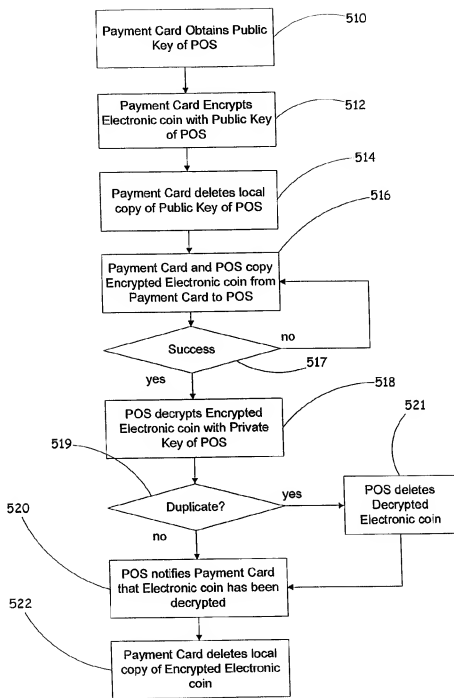 Payment Card Obtains Public
Key of POS
510
Payment Card Encrypts
Electronic coin with Public Key
of POS
512
Payment Card deletes local
copy of Public Key of POS
514
Payment Card and POS copy
Encrypted Electronic coin from
Payment Card to POS
516
Success
no
517
yes
POS decrypts Encrypted
Electronic coin with Private
Key of POS
518
519
Duplicate?
yes
521
POS deletes
Decrypted
Electronic coin
no
520
POS notifies Payment Card
that Electronic coin has been
decrypted
522
Payment Card deletes local
copy of Encrypted Electronic
coin